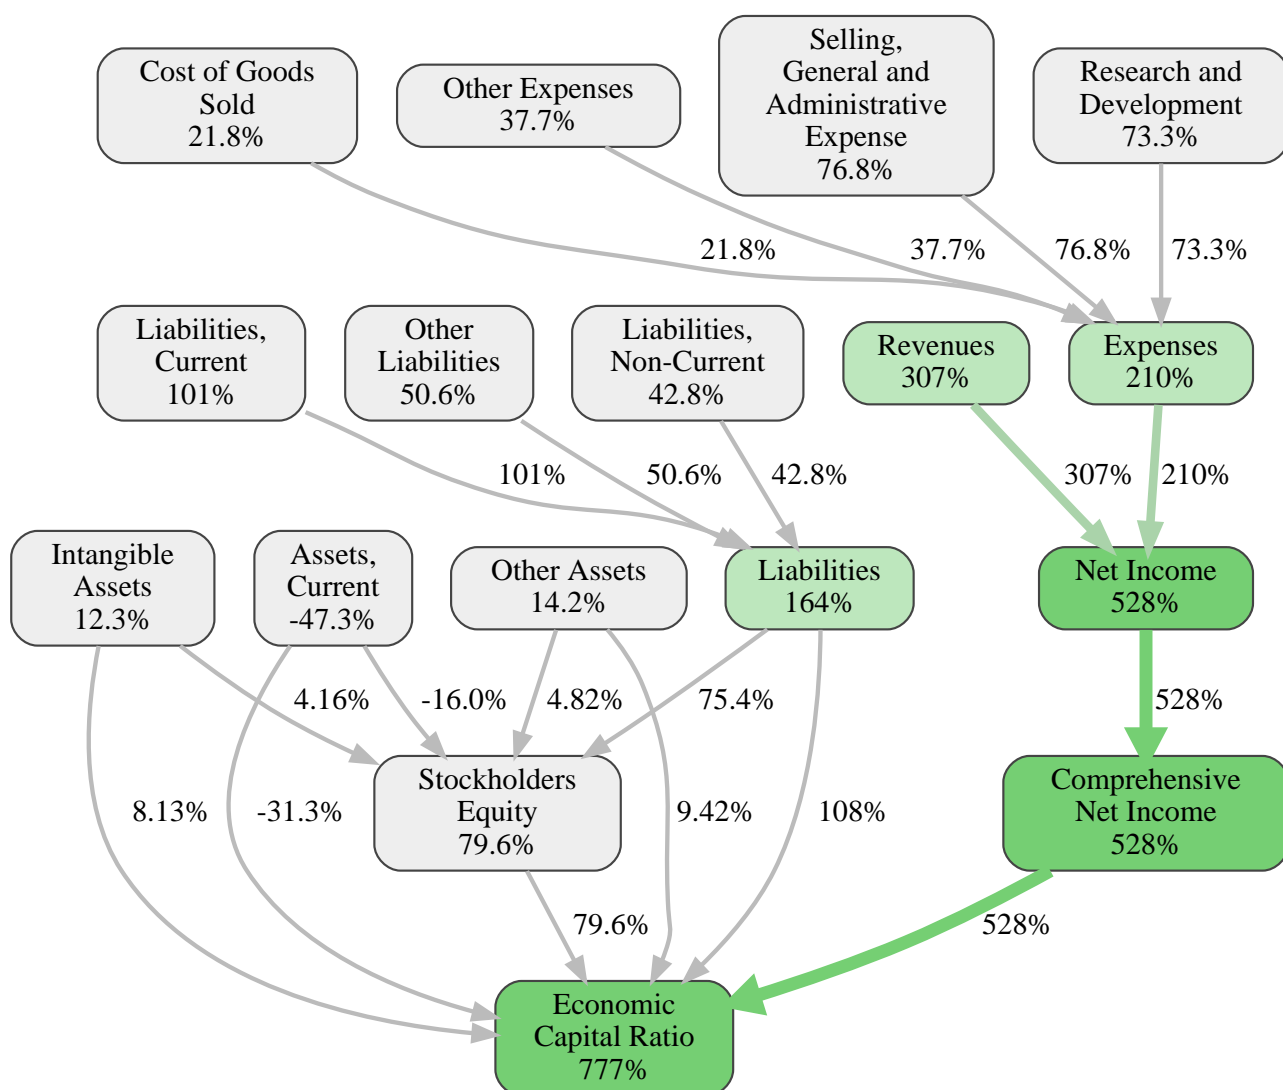 Cost of Goods
Sold
21.8%
Other Expenses
37.7%
Selling,
General and
Administrative
Expense
76.8%
Research and
Development
73.3%
21.8%
37.7%
76.8%
73.3%
Liabilities,
Current
101%
Other
Liabilities
50.6%
Liabilities,
Non-Current
42.8%
Revenues
307%
Expenses
210%
101%
50.6%
42.8%
307%
210%
Intangible
Assets
12.3%
Assets,
Current
-47.3%
Other Assets
14.2%
Liabilities
164%
Net Income
528%
4.16%
-16.0%
4.82%
75.4%
528%
Stockholders
Equity
79.6%
Comprehensive
Net Income
528%
8.13%
-31.3%
9.42%
108%
79.6%
528%
Economic
Capital Ratio
777%